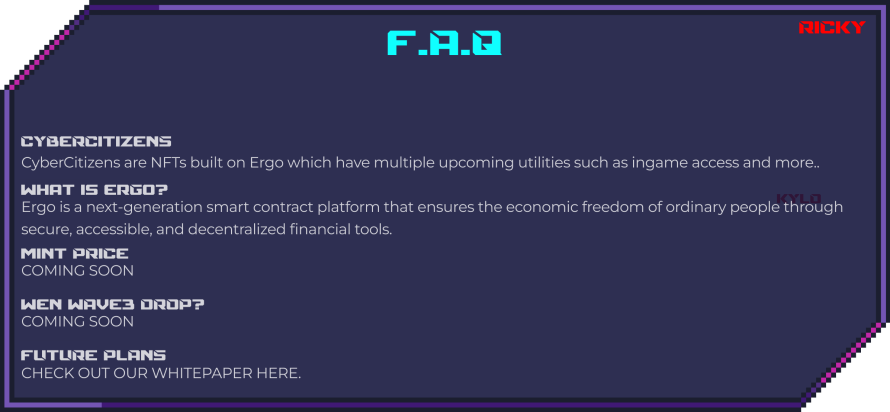 RICKY
F.A.Q
CYBERCITIZENS
CyberCitizens are NFTs built on Ergo which have multiple upcoming utilities such as ingame access and more..
WHAT IS ERGO?
KYLO
Ergo is a next-generation smart contract platform that ensures the economic freedom of ordinary people through
secure, accessible, and decentralized financial tools.
MINT PRICE
COMING SOON
WEN WAVE3 DROP?
COMING SOON
FUTURE PLANS
CHECK OUT OUR WHITEPAPER HERE.